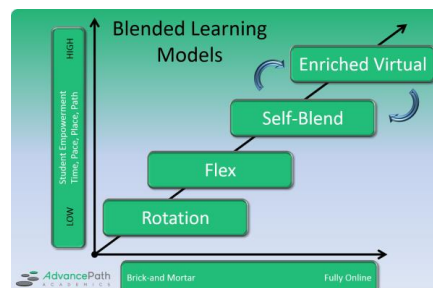 Blended Learning
Models
HIGH
Student Empowerment
Time, Pace, Place, Path
LOW
Enriched Virtual
Self-Blend
Flex
Rotation
AdvancePath
ACADEMICS
Brick-and Mortar
Fully Online